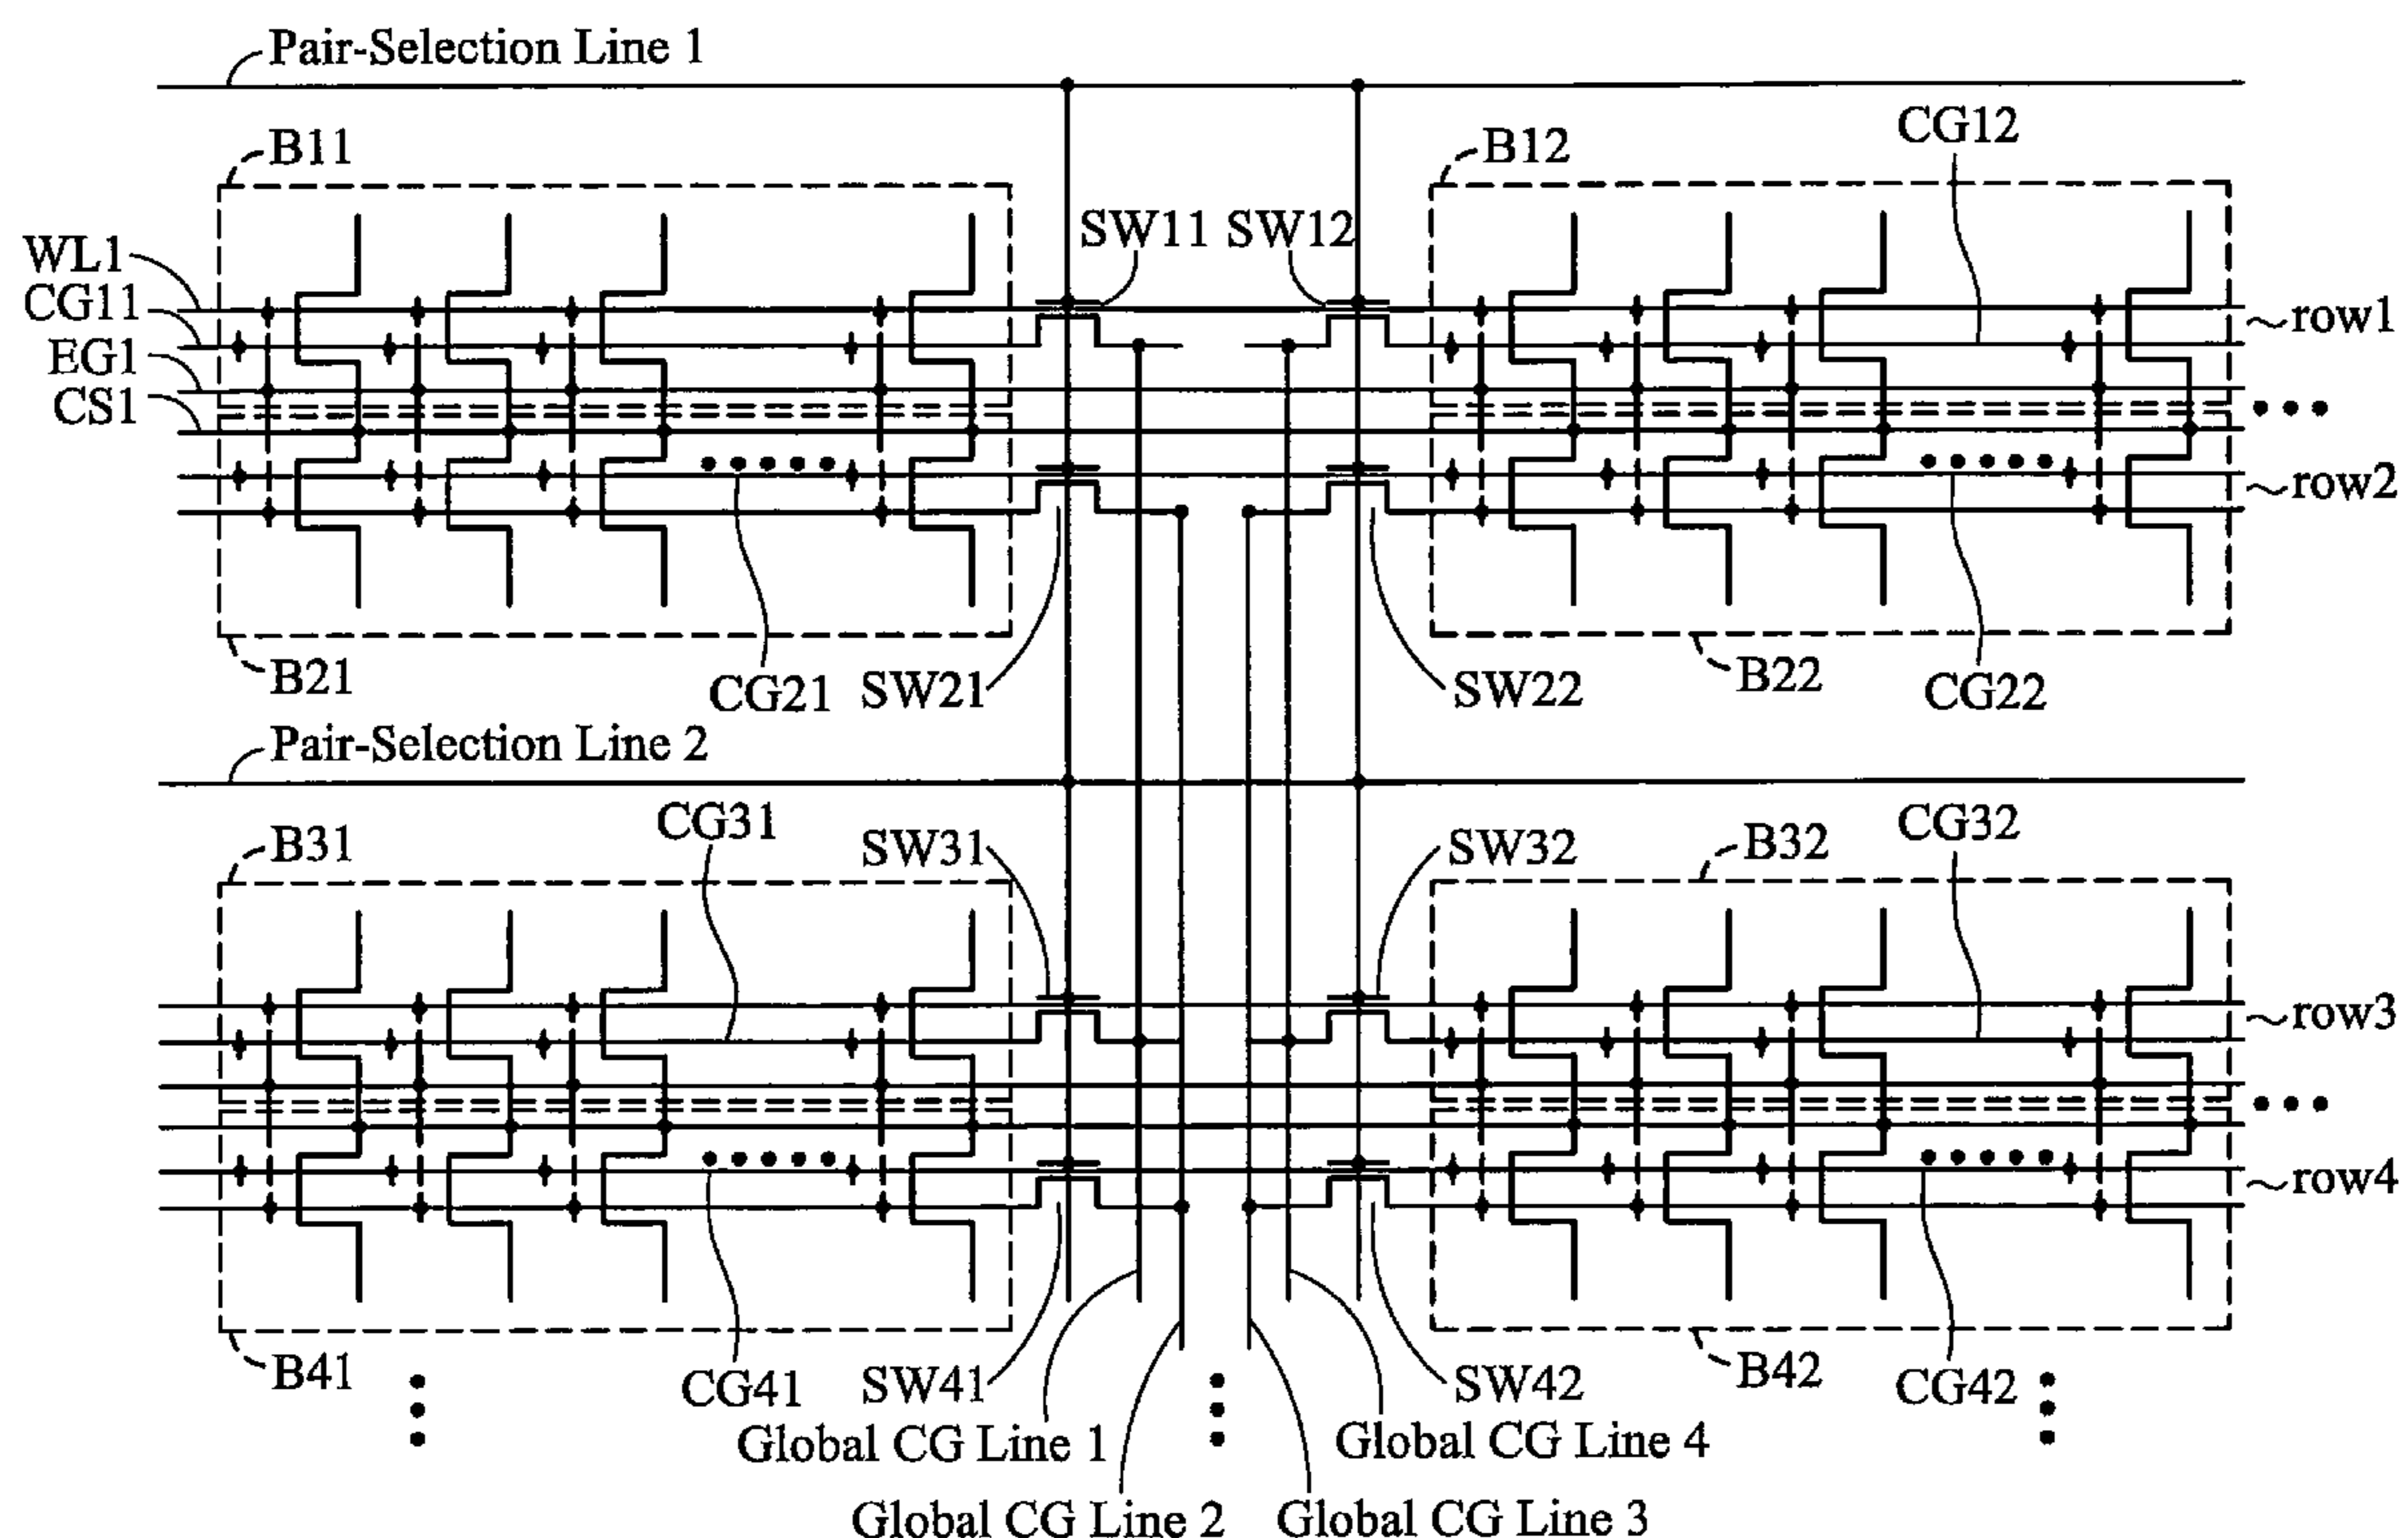 Pair-Selection Line 1
B11
B12
CG12
SW11
SW12
WL1
CG11
EG1
CS1
row1
row2
B21
CG21
SW21
SW22
B22
CG22
Pair-Selection Line 2
B31
CG31
SW31
SW32
B32
CG32
row3
row4
B41
CG41
SW41
SW42
B42
CG42
Global CG Line 1
Global CG Line 4
Global CG Line 2
Global CG Line 3